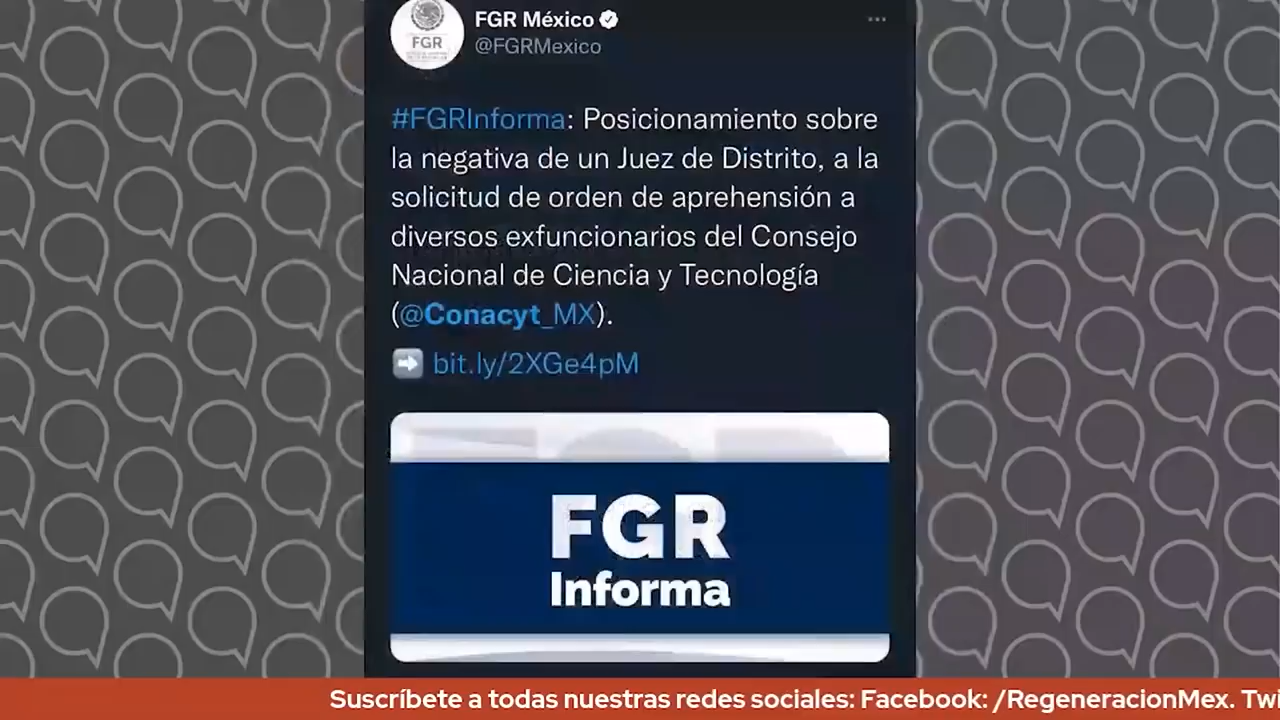 FGR México
@FGRMexico
FGR
#FGRInforma: Posicionamiento sobre
la negativa de un Juez de Distrito, a la
solicitud de orden de aprehensión a
diversos exfuncionarios del Consejo
Nacional de Ciencia y Tecnología
(@Conacyt_MX).
➡ bit.ly/2XGe4pM
FGR
Informa
Suscríbete a todas nuestras redes sociales: Facebook: /RegeneracionMex. Twi